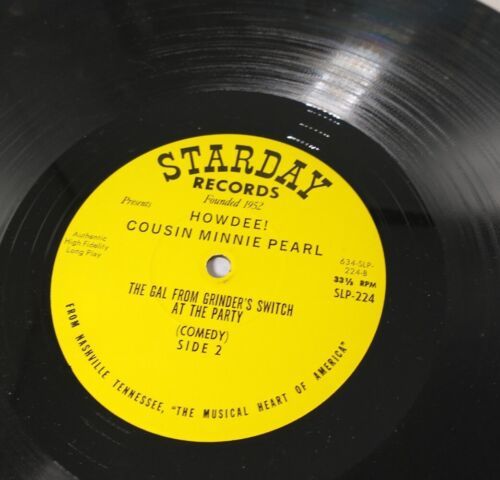 STARDAY
RECORDS
Founded 1952
Presents
HOWDEE!
COUSIN MINNIE PEARL
Authentic
High Fidelity
Long Play
634-SLP-
224-B
33⅓ RPM
SLP-224
THE GAL FROM GRINDER'S SWITCH
AT THE PARTY
(COMEDY)
SIDE 2
FROM NASHVILLE TENNESSEE, "THE MUSICAL HEART OF AMERICA"